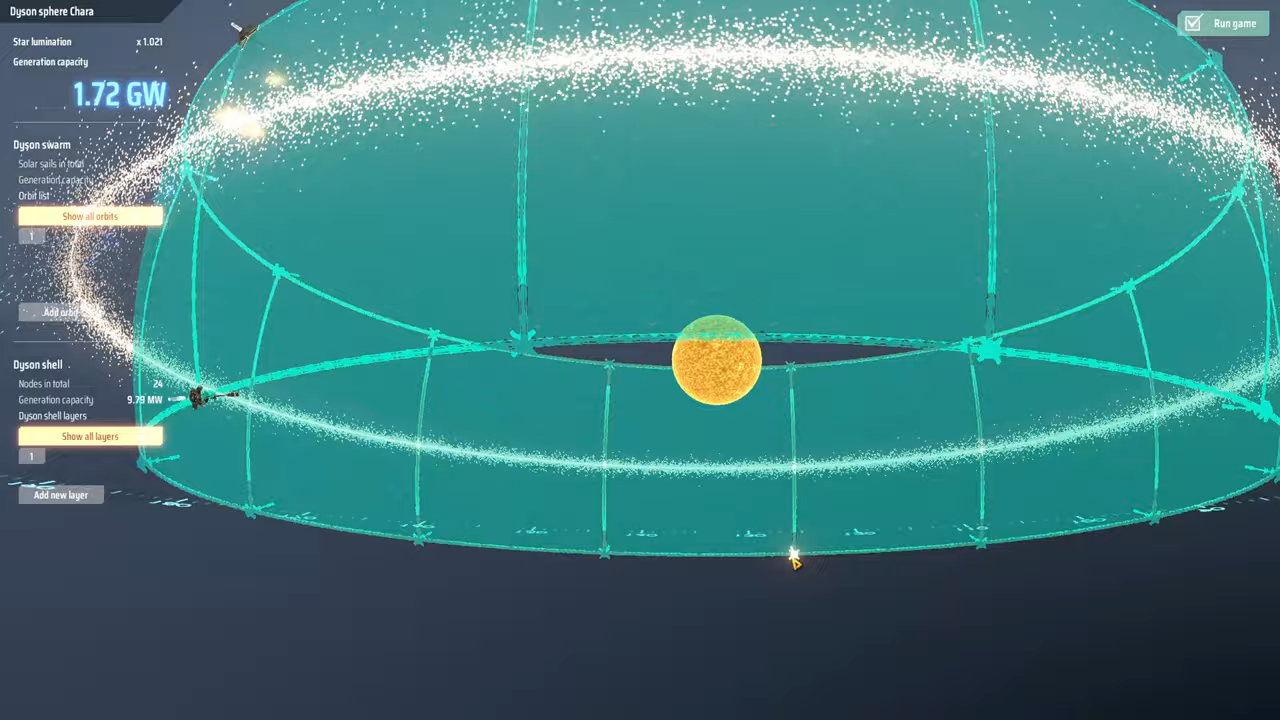 Dyson sphere Chara
Run game
Star lumination x 1.021
Generation capacity
1.72 GW
Dyson swarm
Solar sails in total
Generation capacity
Orbit list
Show all orbits
1
Add orbit
Dyson shell
Nodes in total 24
Generation capacity 9.79 MW
Dyson shell layers
Show all layers
1
Add new layer